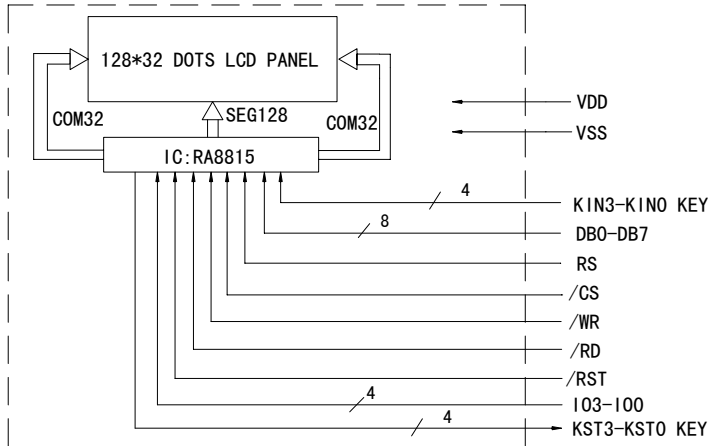 128*32 DOTS LCD PANEL
COM32
SEG128
COM32
IC:RA8815
VDD
VSS
4
KIN3-KIN0 KEY
8
DB0-DB7
RS
/CS
/WR
/RD
/RST
4
IO3-IO0
4
KST3-KST0 KEY